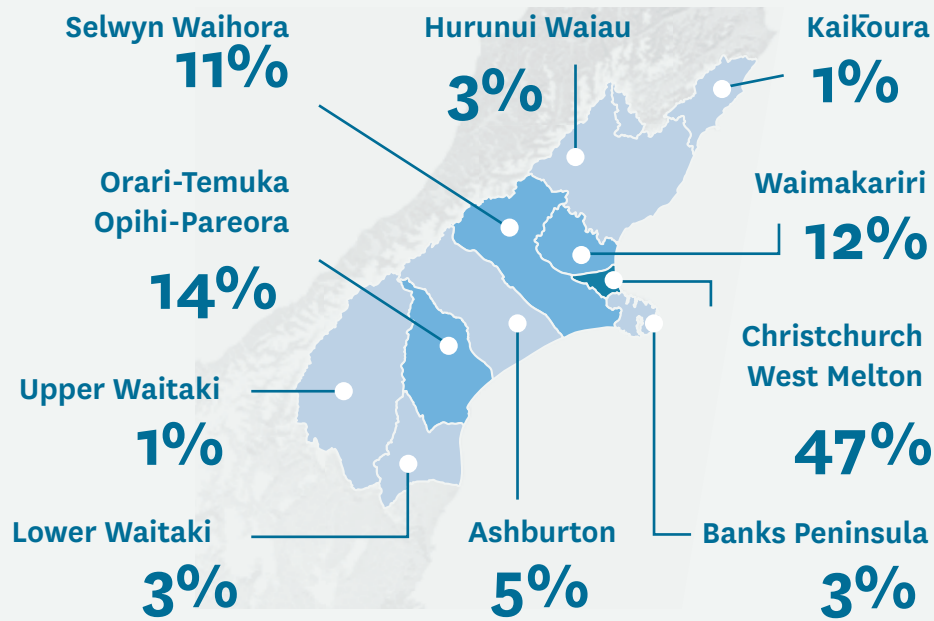 Selwyn Waihora
11%
Hurunui Waiau
3%
Kaikōura
1%
Orari-Temuka
Opihi-Pareora
14%
Waimakariri
12%
Christchurch
West Melton
47%
Upper Waitaki
1%
Lower Waitaki
3%
Ashburton
5%
Banks Peninsula
3%